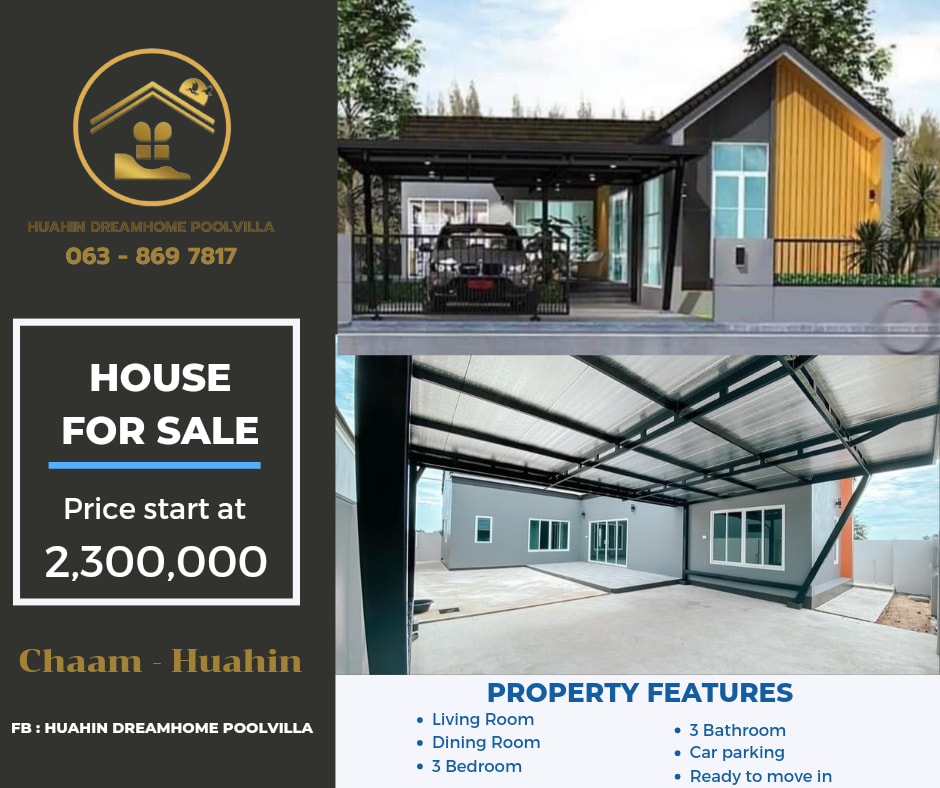 HUAHIN DREAMHOME POOLVILLA
063 - 869 7817
HOUSE
FOR SALE
Price start at
2,300,000
Chaam - Huahin
FB : HUAHIN DREAMHOME POOLVILLA
PROPERTY FEATURES
• Living Room
• Dining Room
• 3 Bedroom
• 3 Bathroom
• Car parking
• Ready to move in